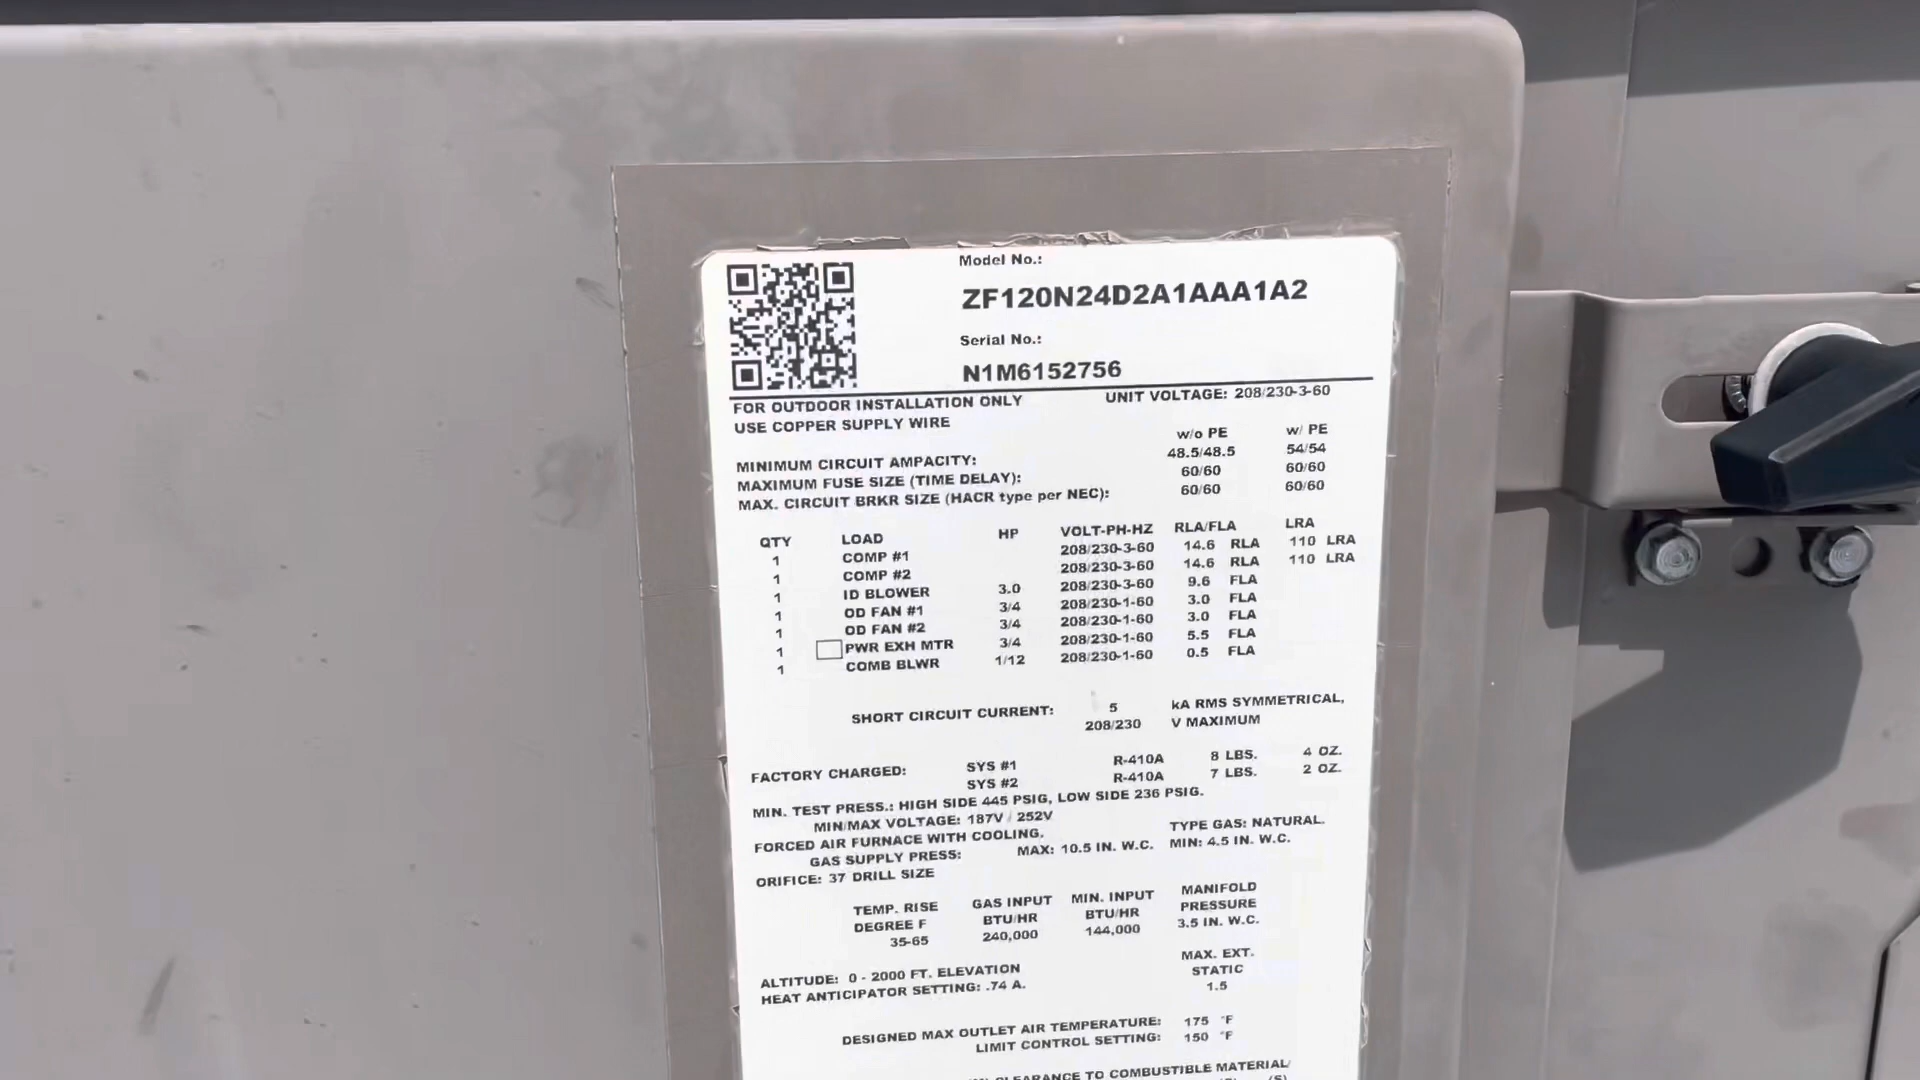 Model No.:
ZF120N24D2A1AAA1A2
Serial No.:
N1M6152756
FOR OUTDOOR INSTALLATION ONLY UNIT VOLTAGE: 208/230-3-60
USE COPPER SUPPLY WIRE
w/o PE w/ PE
MINIMUM CIRCUIT AMPACITY: 48.5/48.5 54/54
MAXIMUM FUSE SIZE (TIME DELAY): 60/60 60/60
MAX. CIRCUIT BRKR SIZE (HACR type per NEC): 60/60 60/60
QTY LOAD HP VOLT-PH-HZ RLA/FLA LRA
1 COMP #1 208/230-3-60 14.6 RLA 110 LRA
1 COMP #2 208/230-3-60 14.6 RLA 110 LRA
1 ID BLOWER 3.0 208/230-3-60 9.6 FLA
1 OD FAN #1 3/4 208/230-1-60 3.0 FLA
1 OD FAN #2 3/4 208/230-1-60 3.0 FLA
1 PWR EXH MTR 3/4 208/230-1-60 5.5 FLA
1 COMB BLWR 1/12 208/230-1-60 0.5 FLA
SHORT CIRCUIT CURRENT: 5 kA RMS SYMMETRICAL,
208/230 V MAXIMUM
FACTORY CHARGED: SYS #1 R-410A 8 LBS. 4 OZ.
SYS #2 R-410A 7 LBS. 2 OZ.
MIN. TEST PRESS.: HIGH SIDE 445 PSIG, LOW SIDE 236 PSIG.
MIN/MAX VOLTAGE: 187V / 252V
FORCED AIR FURNACE WITH COOLING. TYPE GAS: NATURAL.
GAS SUPPLY PRESS: MAX: 10.5 IN. W.C. MIN: 4.5 IN. W.C.
ORIFICE: 37 DRILL SIZE
TEMP. RISE GAS INPUT MIN. INPUT MANIFOLD
DEGREE F BTU/HR BTU/HR PRESSURE
35-65 240,000 144,000 3.5 IN. W.C.
MAX. EXT.
ALTITUDE: 0 - 2000 FT. ELEVATION STATIC
HEAT ANTICIPATOR SETTING: .74 A. 1.5
DESIGNED MAX OUTLET AIR TEMPERATURE: 175 °F
LIMIT CONTROL SETTING: 150 °F
CLEARANCE TO COMBUSTIBLE MATERIAL/